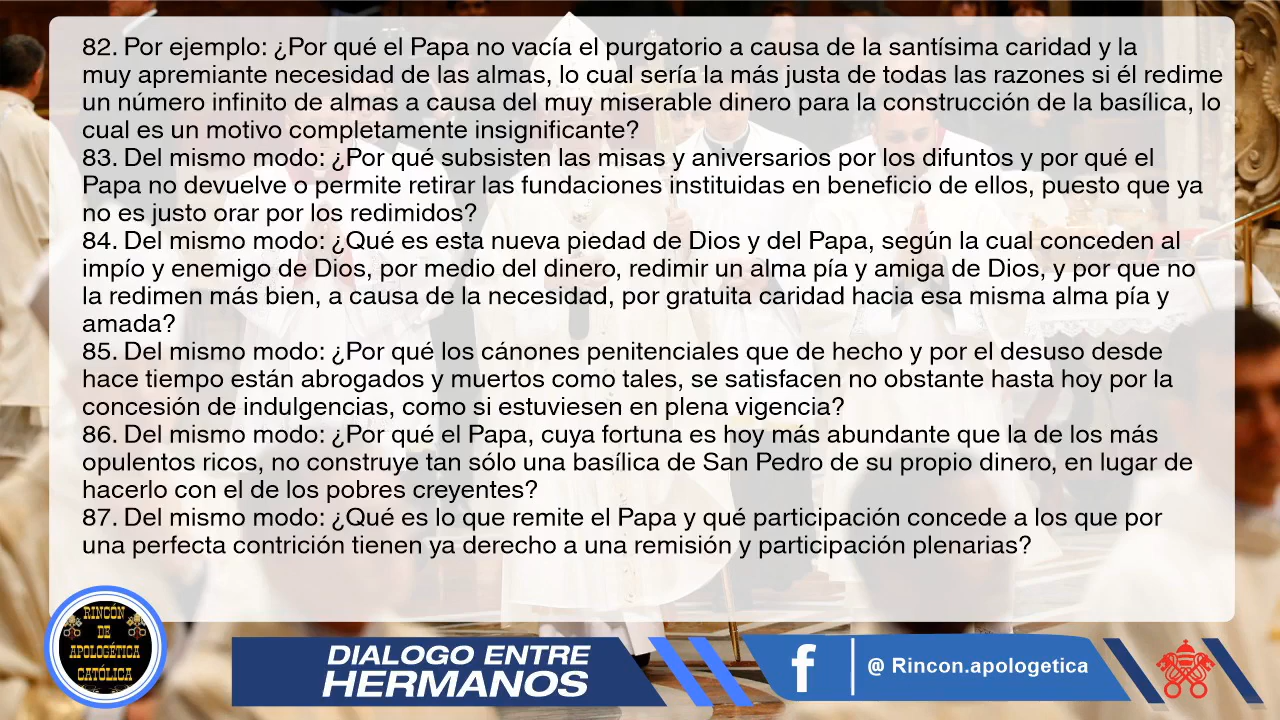 82. Por ejemplo: ¿Por qué el Papa no vacía el purgatorio a causa de la santísima caridad y la
muy apremiante necesidad de las almas, lo cual sería la más justa de todas las razones si él redime
un número infinito de almas a causa del muy miserable dinero para la construcción de la basílica, lo
cual es un motivo completamente insignificante?
83. Del mismo modo: ¿Por qué subsisten las misas y aniversarios por los difuntos y por qué el
Papa no devuelve o permite retirar las fundaciones instituidas en beneficio de ellos, puesto que ya
no es justo orar por los redimidos?
84. Del mismo modo: ¿Qué es esta nueva piedad de Dios y del Papa, según la cual conceden al
impío y enemigo de Dios, por medio del dinero, redimir un alma pía y amiga de Dios, y por que no
la redimen más bien, a causa de la necesidad, por gratuita caridad hacia esa misma alma pía y
amada?
85. Del mismo modo: ¿Por qué los cánones penitenciales que de hecho y por el desuso desde
hace tiempo están abrogados y muertos como tales, se satisfacen no obstante hasta hoy por la
concesión de indulgencias, como si estuviesen en plena vigencia?
86. Del mismo modo: ¿Por qué el Papa, cuya fortuna es hoy más abundante que la de los más
opulentos ricos, no construye tan sólo una basílica de San Pedro de su propio dinero, en lugar de
hacerlo con el de los pobres creyentes?
87. Del mismo modo: ¿Qué es lo que remite el Papa y qué participación concede a los que por
una perfecta contrición tienen ya derecho a una remisión y participación plenarias?
RINCÓN
DE
APOLOGÉTICA
CATÓLICA
DIALOGO ENTRE
HERMANOS
f
@ Rincon.apologetica